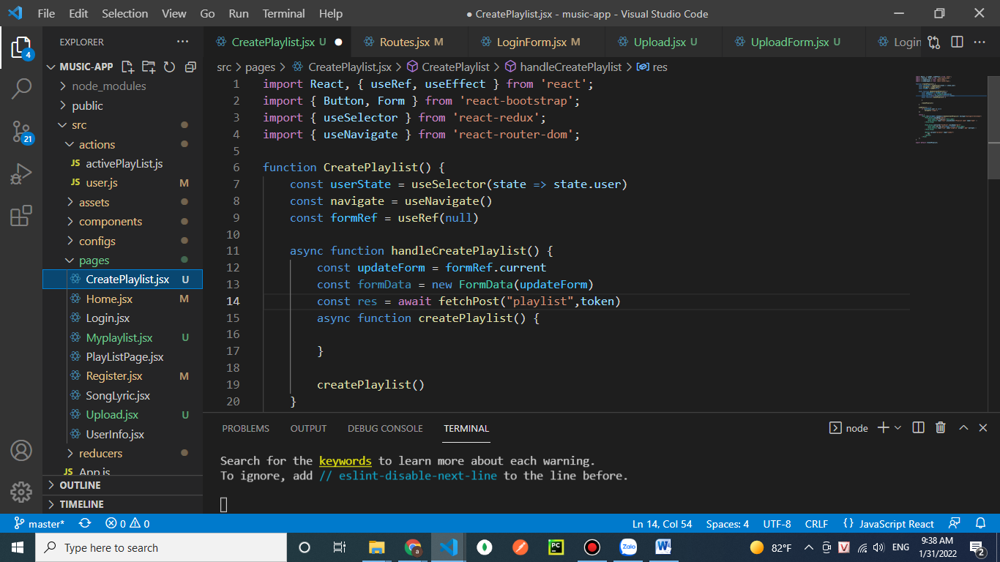 File Edit Selection View Go Run Terminal Help
● CreatePlaylist.jsx - music-app - Visual Studio Code
EXPLORER
CreatePlaylist.jsx U
Routes.jsx M
LoginForm.jsx M
Upload.jsx U
UploadForm.jsx U
Login
4
21
MUSIC-APP
node_modules
public
src
actions
JS activePlayList.js
JS user.js M
assets
components
configs
pages
CreatePlaylist.jsx U
Home.jsx M
Login.jsx
Myplaylist.jsx U
PlayListPage.jsx
Register.jsx M
SongLyric.jsx
Upload.jsx U
UserInfo.jsx
reducers
JS App.js
OUTLINE
TIMELINE
src > pages > CreatePlaylist.jsx > CreatePlaylist > handleCreatePlaylist > res
1 import React, { useRef, useEffect } from 'react';
2 import { Button, Form } from 'react-bootstrap';
3 import { useSelector } from 'react-redux';
4 import { useNavigate } from 'react-router-dom';
5
6 function CreatePlaylist() {
7 const userState = useSelector(state => state.user)
8 const navigate = useNavigate()
9 const formRef = useRef(null)
10
11 async function handleCreatePlaylist() {
12 const updateForm = formRef.current
13 const formData = new FormData(updateForm)
14 const res = await fetchPost("playlist",token)
15 async function createPlaylist() {
16
17 }
18
19 createPlaylist()
20 }
PROBLEMS OUTPUT DEBUG CONSOLE TERMINAL
node
Search for the keywords to learn more about each warning.
To ignore, add // eslint-disable-next-line to the line before.
master* 0 0
Ln 14, Col 54 Spaces: 4 UTF-8 CRLF {} JavaScript React
Type here to search
a
PC
Zalo
W
82°F
V
ENG
9:38 AM
1/31/2022
2